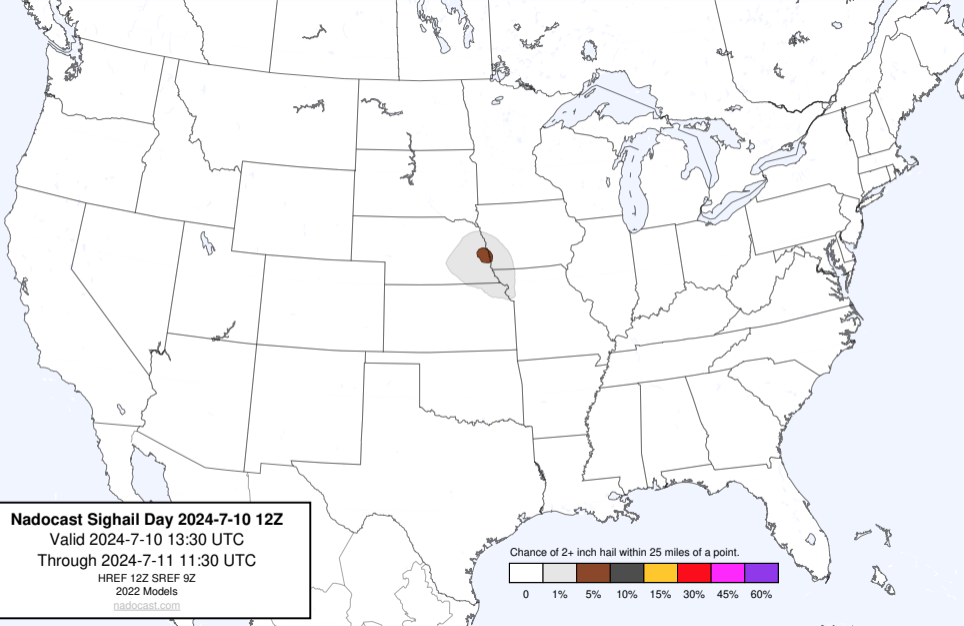 Nadocast Sighail Day 2024-7-10 12Z
Valid 2024-7-10 13:30 UTC
Through 2024-7-11 11:30 UTC
HREF 12Z SREF 9Z
2022 Models
nadocast.com
Chance of 2+ inch hail within 25 miles of a point.
0 1% 5% 10% 15% 30% 45% 60%